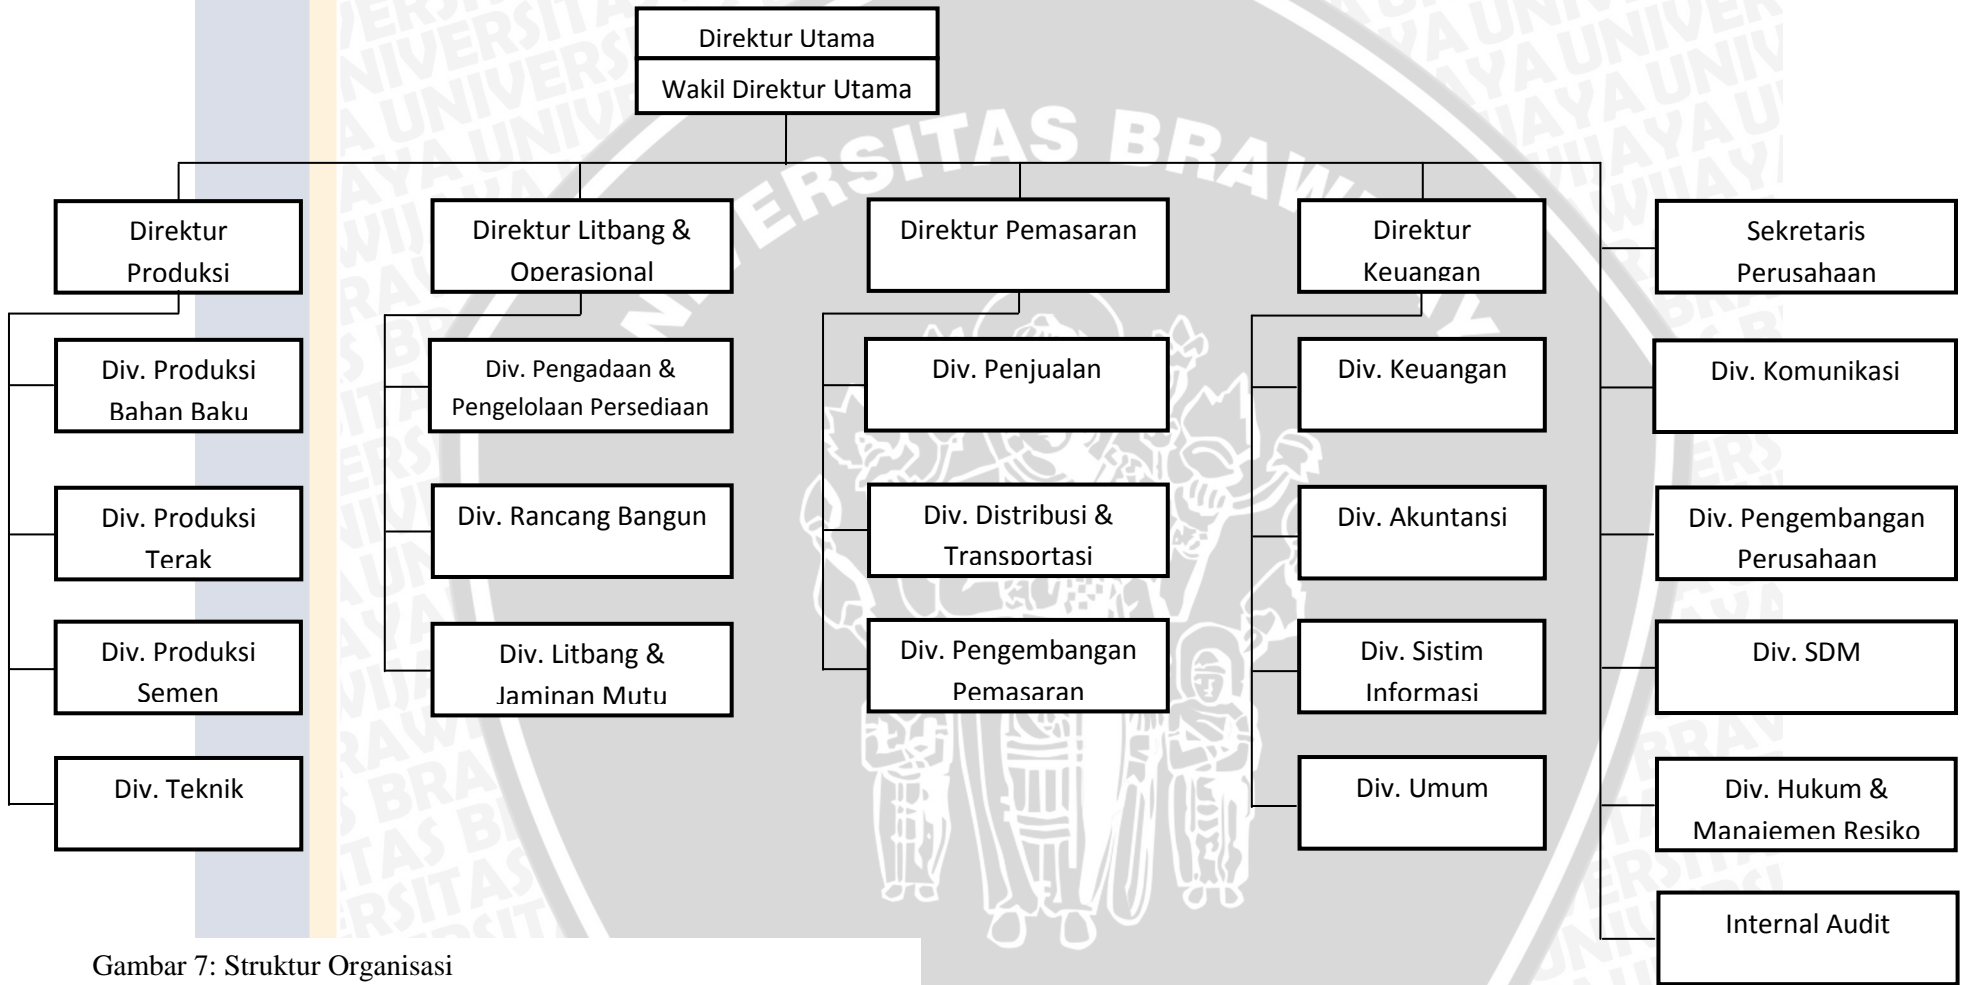 Direktur Utama
Wakil Direktur Utama
UNIVERSITAS BRAWIJAYA
Direktur
Produksi
Direktur Litbang &
Operasional
Direktur Pemasaran
Direktur
Keuangan
Sekretaris
Perusahaan
Div. Produksi
Bahan Baku
Div. Pengadaan &
Pengelolaan Persediaan
Div. Penjualan
Div. Keuangan
Div. Komunikasi
Div. Produksi
Terak
Div. Rancang Bangun
Div. Distribusi &
Transportasi
Div. Akuntansi
Div. Pengembangan
Perusahaan
Div. Produksi
Semen
Div. Litbang &
Jaminan Mutu
Div. Pengembangan
Pemasaran
Div. Sistim
Informasi
Div. SDM
Div. Teknik
Div. Umum
Div. Hukum &
Manajemen Resiko
Internal Audit
Gambar 7: Struktur Organisasi